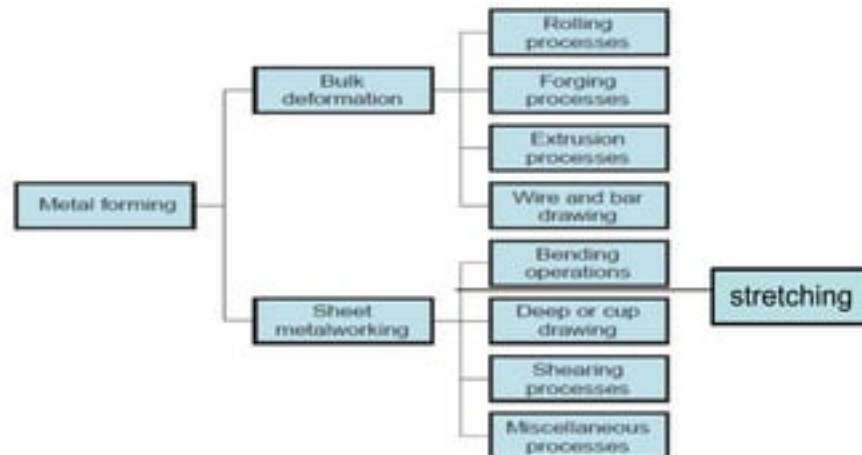 Rolling
processes
Bulk
deformation
Forging
processes
Extrusion
processes
Metal forming
Wire and bar
drawing
Bending
operations
stretching
Sheet
metalworking
Deep or cup
drawing
Shearing
processes
Miscellaneous
processes